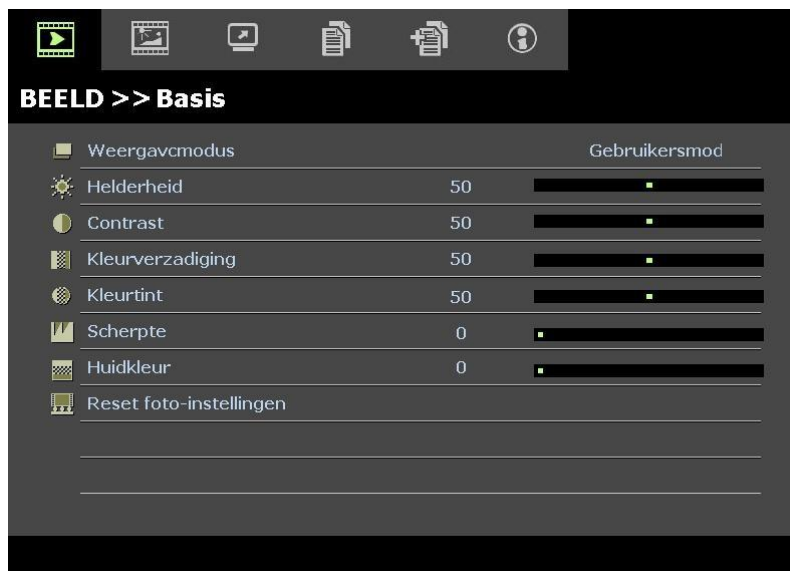 BEELD >> Basis
Weergavcmodus Gebruikersmod
Helderheid 50
Contrast 50
Kleurverzadiging 50
Kleurtint 50
Scherpte 0
Huidkleur 0
Reset foto-instellingen